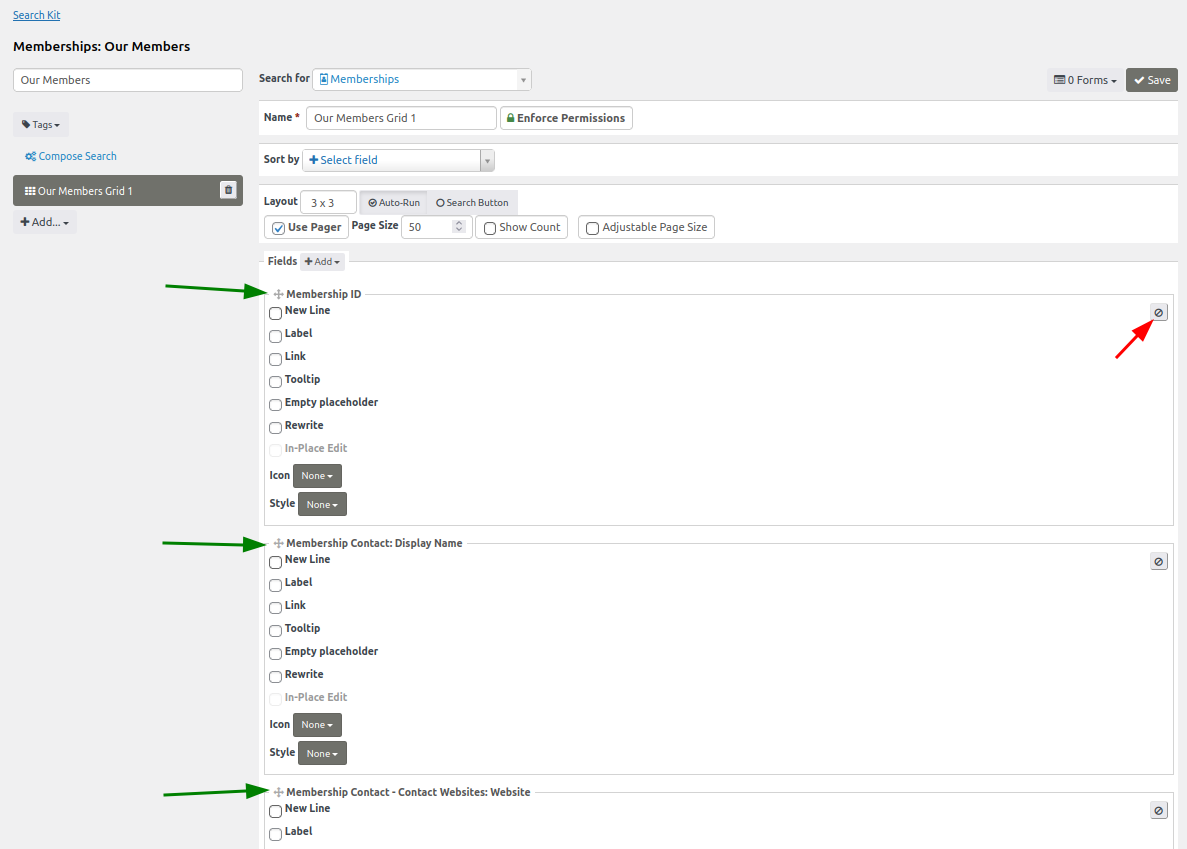 Search Kit
Memberships: Our Members
Our Members
Search for Memberships
0 Forms
Save
Tags
Compose Search
Our Members Grid 1
Add...
Name * Our Members Grid 1 Enforce Permissions
Sort by Select field
Layout 3 x 3 Auto-Run Search Button
Use Pager Page Size 50 Show Count Adjustable Page Size
Fields Add
Membership ID
New Line
Label
Link
Tooltip
Empty placeholder
Rewrite
In-Place Edit
Icon None
Style None
Membership Contact: Display Name
New Line
Label
Link
Tooltip
Empty placeholder
Rewrite
In-Place Edit
Icon None
Style None
Membership Contact - Contact Websites: Website
New Line
Label